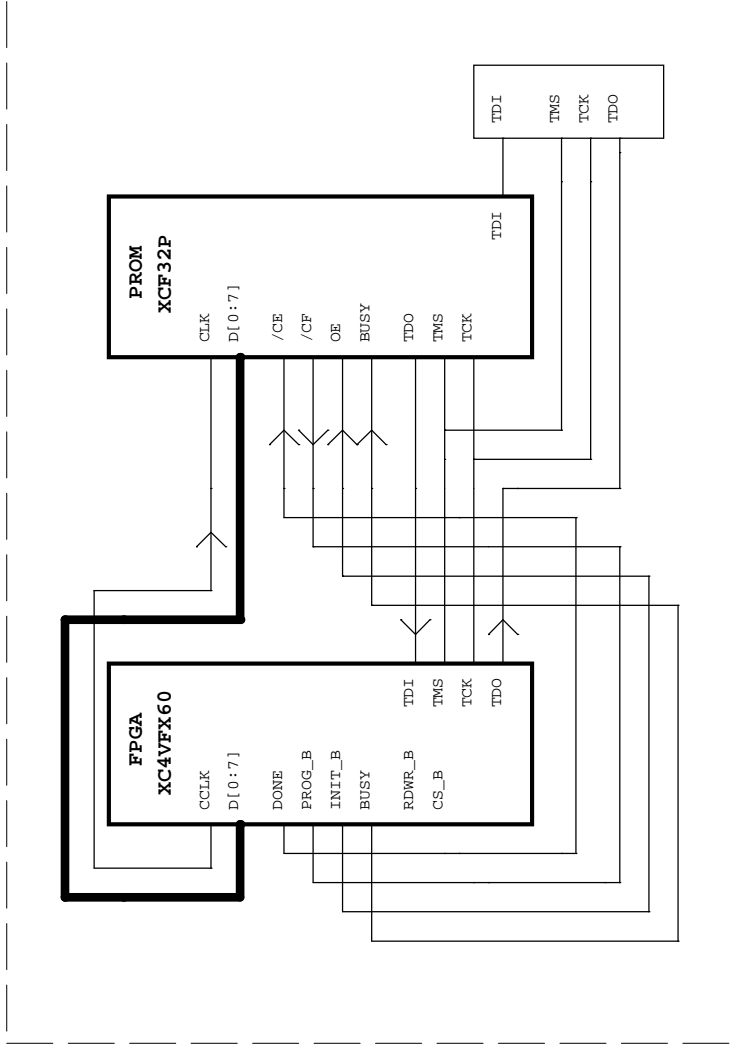 PROM
XCF32P
CLK
D[0:7]
/CE
/CF
OE
BUSY
TDO
TMS
TCK
TDI
TDI
TMS
TCK
TDO
FPGA
XC4VFX60
CCLK
D[0:7]
DONE
PROG_B
INIT_B
BUSY
RDWR_B
CS_B
TDI
TMS
TCK
TDO